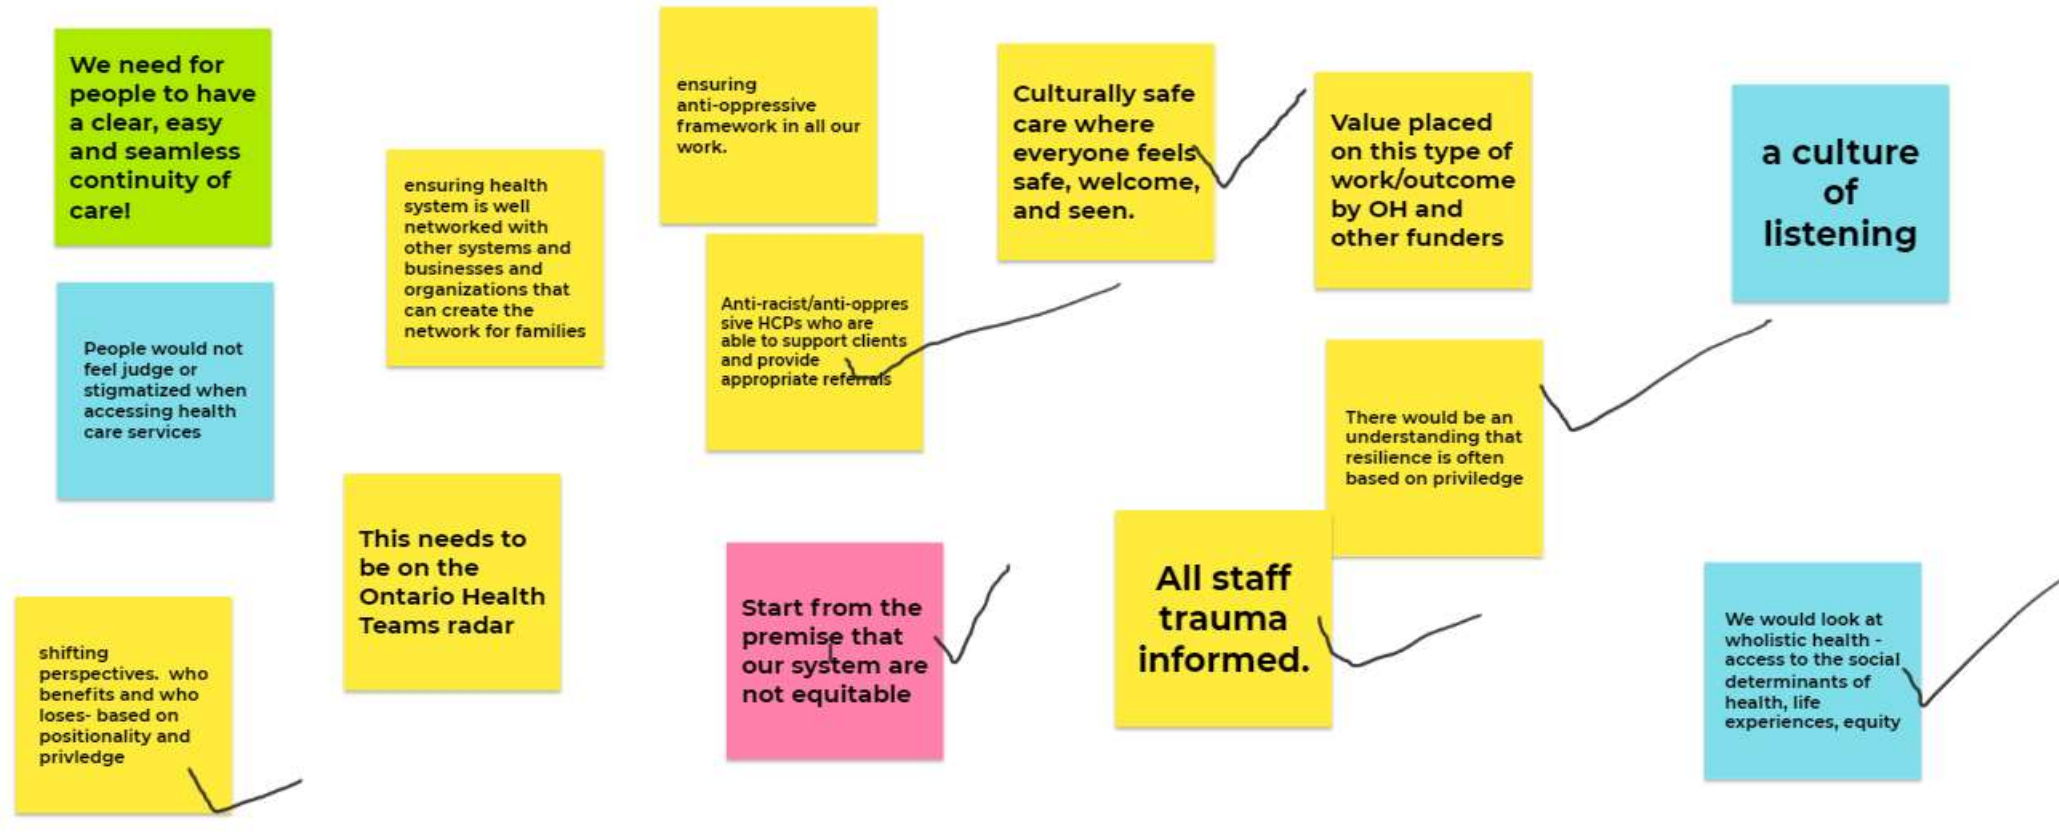 We need for
people to have
a clear, easy
and seamless
continuity of
care!
People would not
feel judge or
stigmatized when
accessing health
care services
shifting
perspectives. who
benefits and who
loses- based on
positionality and
privledge
ensuring health
system is well
networked with
other systems and
businesses and
organizations that
can create the
network for families
This needs to
be on the
Ontario Health
Teams radar
ensuring
anti-oppressive
framework in all our
work.
Anti-racist/anti-oppres
sive HCPs who are
able to support clients
and provide
appropriate referrals
Start from the
premise that
our system are
not equitable
Culturally safe
care where
everyone feels
safe, welcome,
and seen.
Value placed
on this type of
work/outcome
by OH and
other funders
There would be an
understanding that
resilience is often
based on priviledge
All staff
trauma
informed.
a culture
of
listening
We would look at
wholistic health -
access to the social
determinants of
health, life
experiences, equity